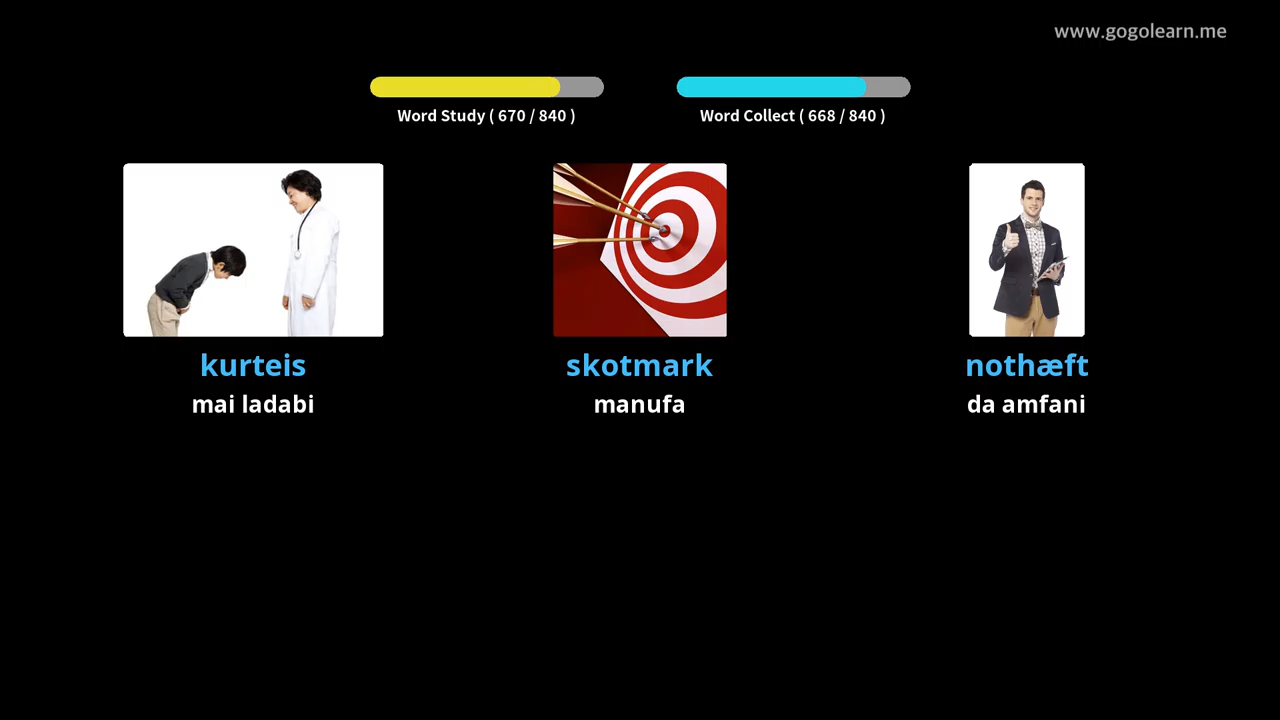 www.gogolearn.me
Word Study ( 670 / 840 )
Word Collect ( 668 / 840 )
kurteis
skotmark
nothæft
mai ladabi
manufa
da amfani